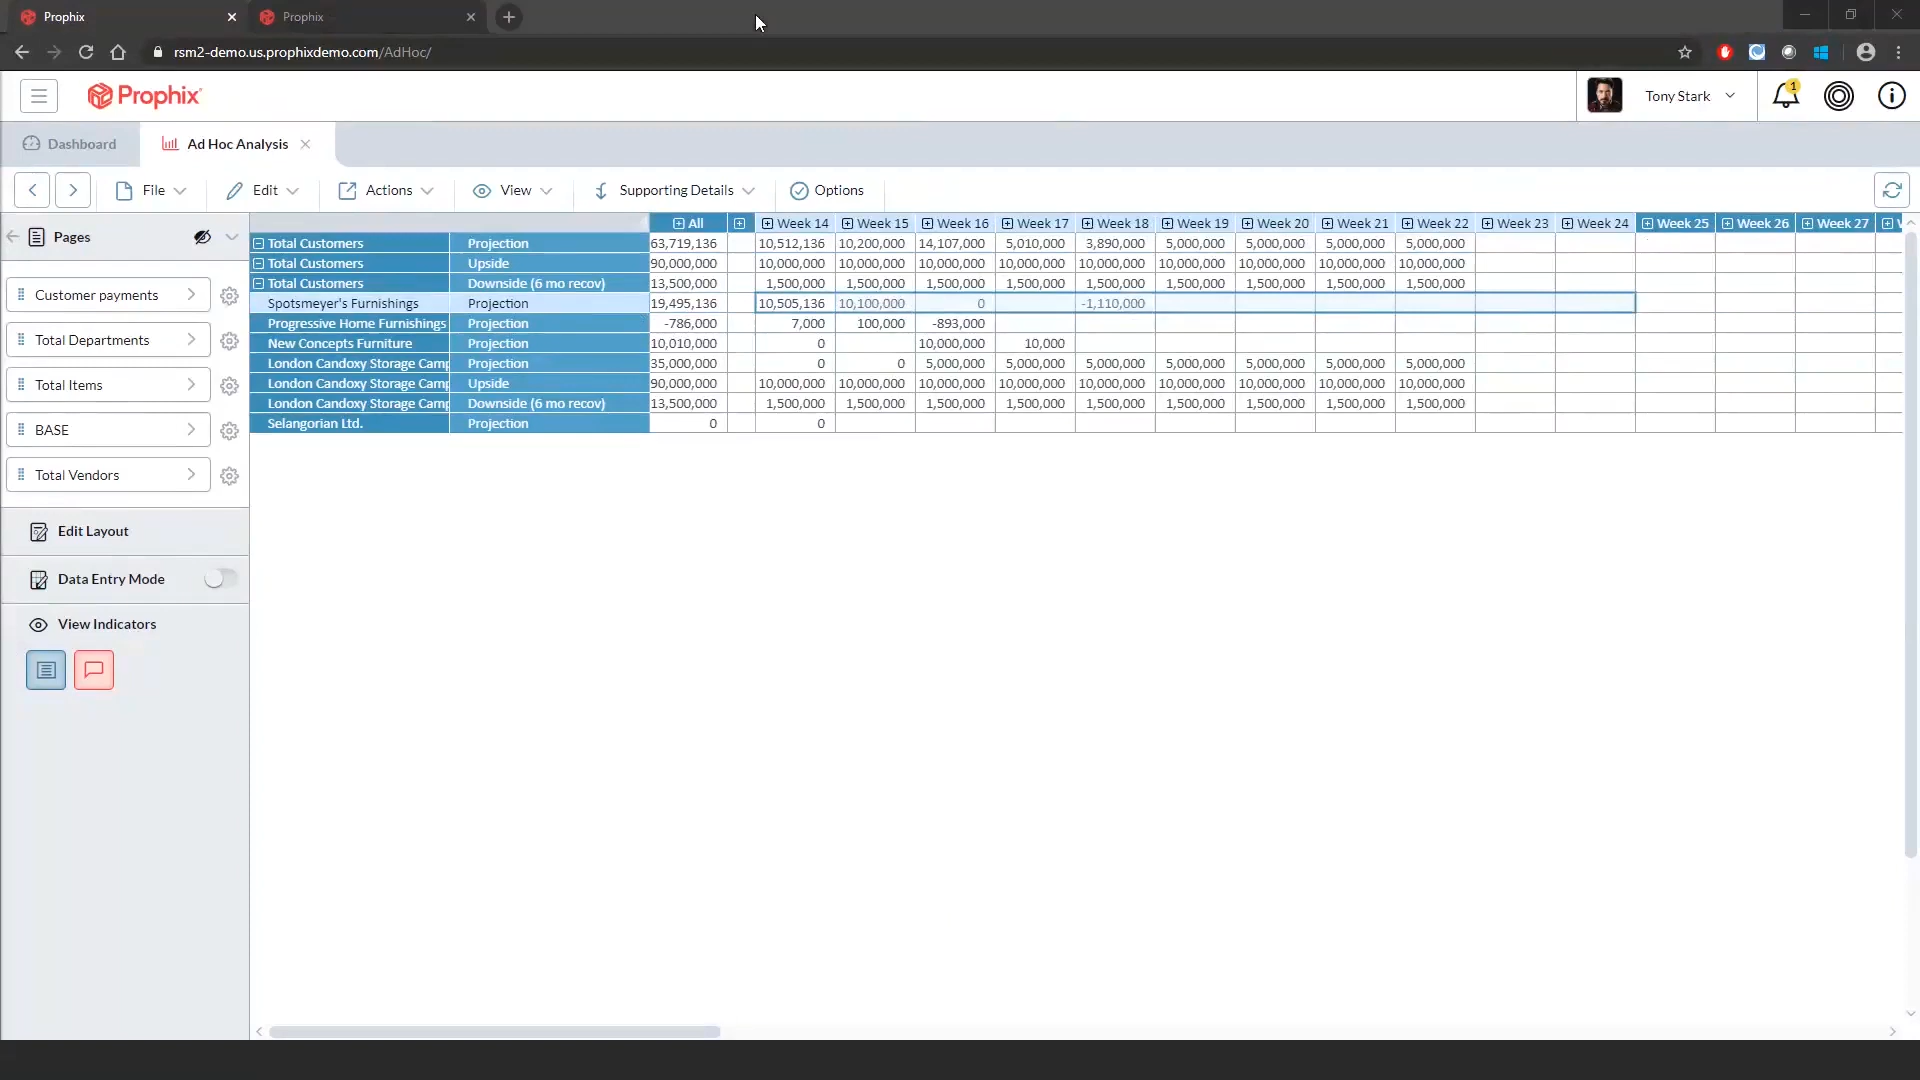 Prophix Prophix
rsm2-demo.us.prophixdemo.com/AdHoc/
Prophix Tony Stark 1
Dashboard Ad Hoc Analysis
File Edit Actions View Supporting Details Options
Pages
Customer payments
Total Departments
Total Items
BASE
Total Vendors
Edit Layout
Data Entry Mode
View Indicators
All Week 14 Week 15 Week 16 Week 17 Week 18 Week 19 Week 20 Week 21 Week 22 Week 23 Week 24 Week 25 Week 26 Week 27
Total Customers Projection 63,719,136 10,512,136 10,200,000 14,107,000 5,010,000 3,890,000 5,000,000 5,000,000 5,000,000 5,000,000
Total Customers Upside 90,000,000 10,000,000 10,000,000 10,000,000 10,000,000 10,000,000 10,000,000 10,000,000 10,000,000 10,000,000
Total Customers Downside (6 mo recov) 13,500,000 1,500,000 1,500,000 1,500,000 1,500,000 1,500,000 1,500,000 1,500,000 1,500,000 1,500,000
Spotsmeyer's Furnishings Projection 19,495,136 10,505,136 10,100,000 0 -1,110,000
Progressive Home Furnishings Projection -786,000 7,000 100,000 -893,000
New Concepts Furniture Projection 10,010,000 0 10,000,000 10,000
London Candoxy Storage Camp Projection 35,000,000 0 0 5,000,000 5,000,000 5,000,000 5,000,000 5,000,000 5,000,000 5,000,000
London Candoxy Storage Camp Upside 90,000,000 10,000,000 10,000,000 10,000,000 10,000,000 10,000,000 10,000,000 10,000,000 10,000,000 10,000,000
London Candoxy Storage Camp Downside (6 mo recov) 13,500,000 1,500,000 1,500,000 1,500,000 1,500,000 1,500,000 1,500,000 1,500,000 1,500,000 1,500,000
Selangorian Ltd. Projection 0 0